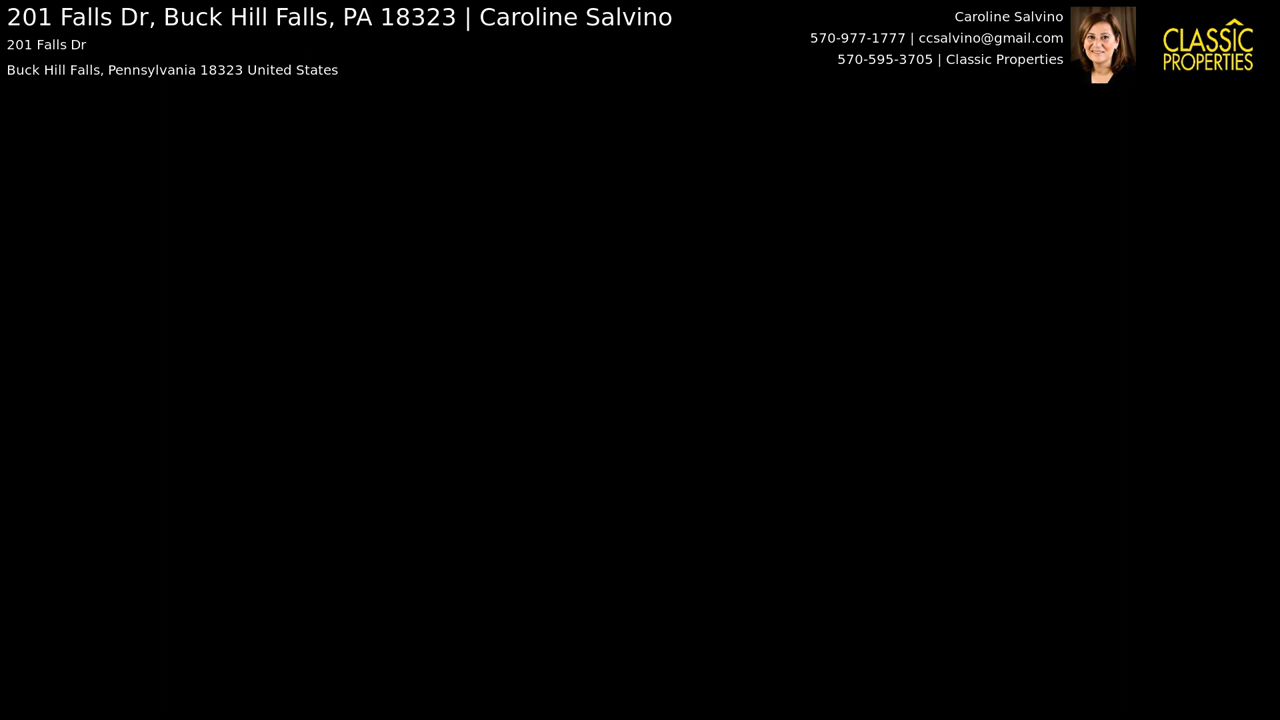 201 Falls Dr, Buck Hill Falls, PA 18323 | Caroline Salvino
201 Falls Dr
Buck Hill Falls, Pennsylvania 18323 United States
Caroline Salvino
570-977-1777 | ccsalvino@gmail.com
570-595-3705 | Classic Properties
CLASSIC
PROPERTIES